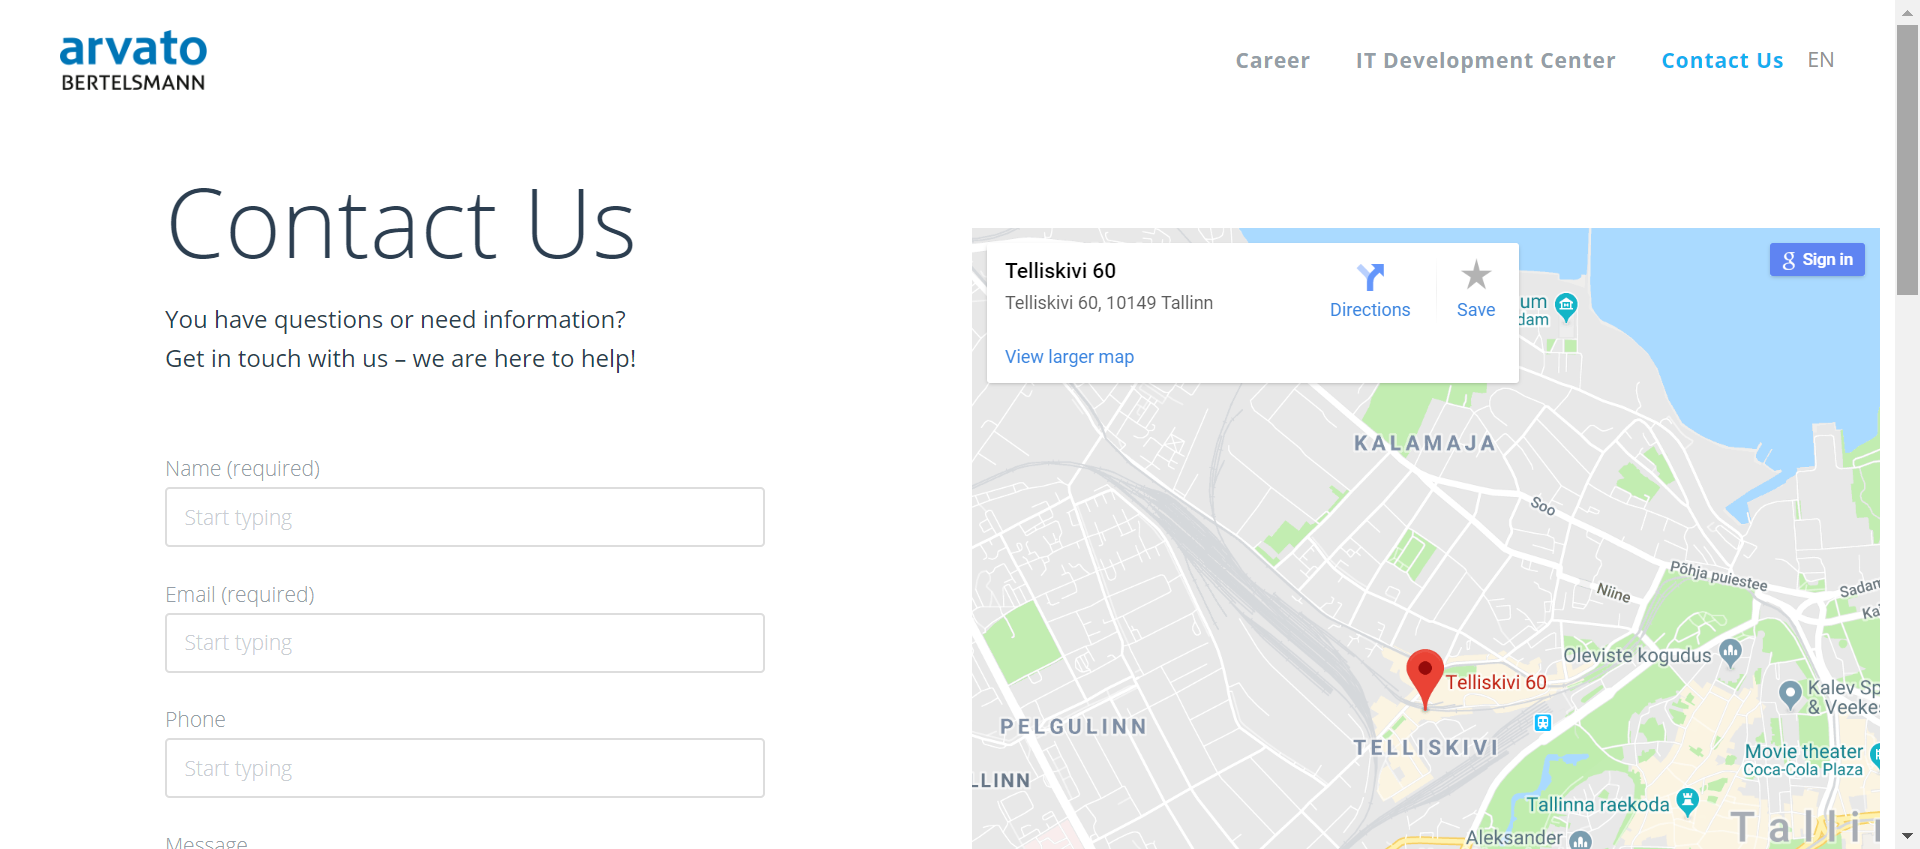 arvato
BERTELSMANN
Career
IT Development Center
Contact Us
EN
Contact Us
You have questions or need information?
Get in touch with us – we are here to help!
Name (required)
Start typing
Email (required)
Start typing
Phone
Start typing
Message
Telliskivi 60
Telliskivi 60, 10149 Tallinn
Directions
Save
View larger map
Sign in
um
dam
KALAMAJA
Soo
Põhja puiestee
Niine
Sadam
Ka
Oleviste kogudus
Telliskivi 60
Kalev Sp
& Veekes
PELGULINN
TELLISKIVI
Movie theater
Coca-Cola Plaza
LLINN
Tallinna raekoda
Tallin
Aleksander